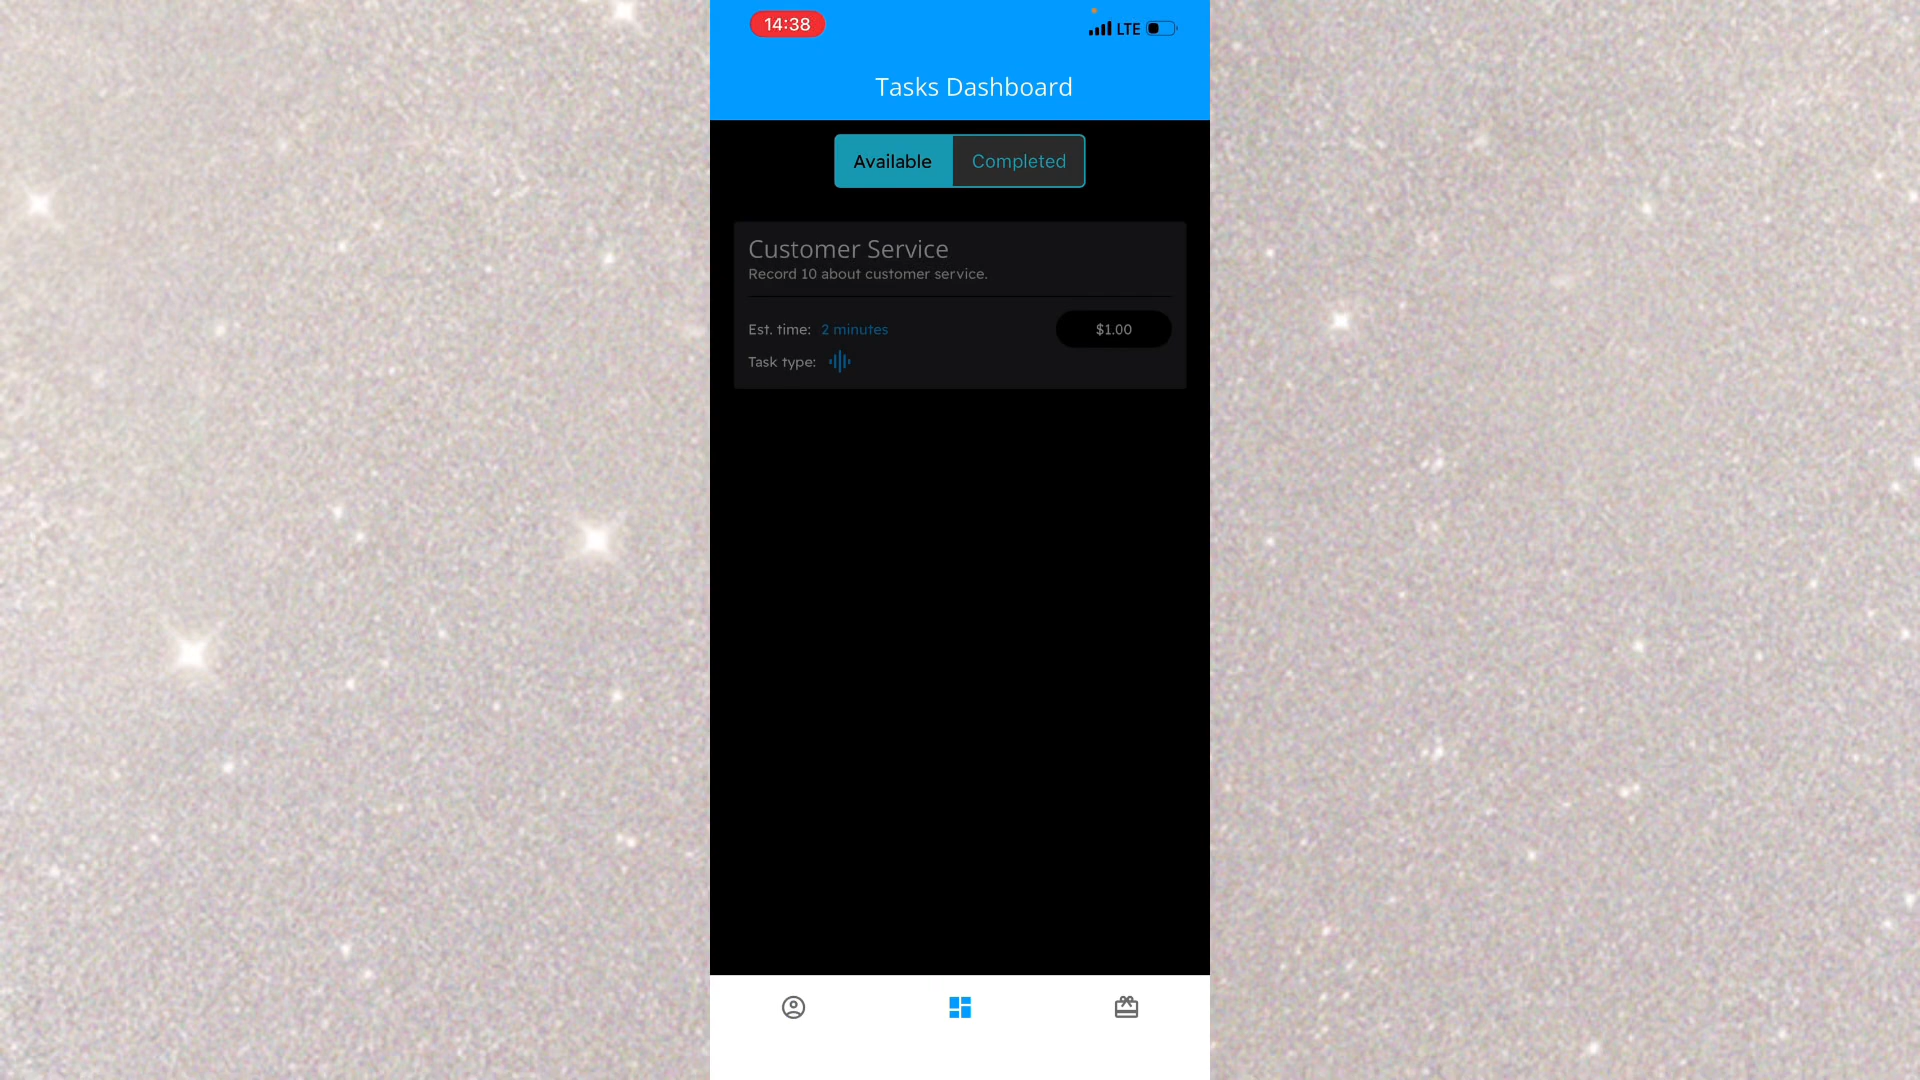 14:38
LTE
Tasks Dashboard
Available Completed
Customer Service
Record 10 about customer service.
Est. time: 2 minutes
$1.00
Task type: